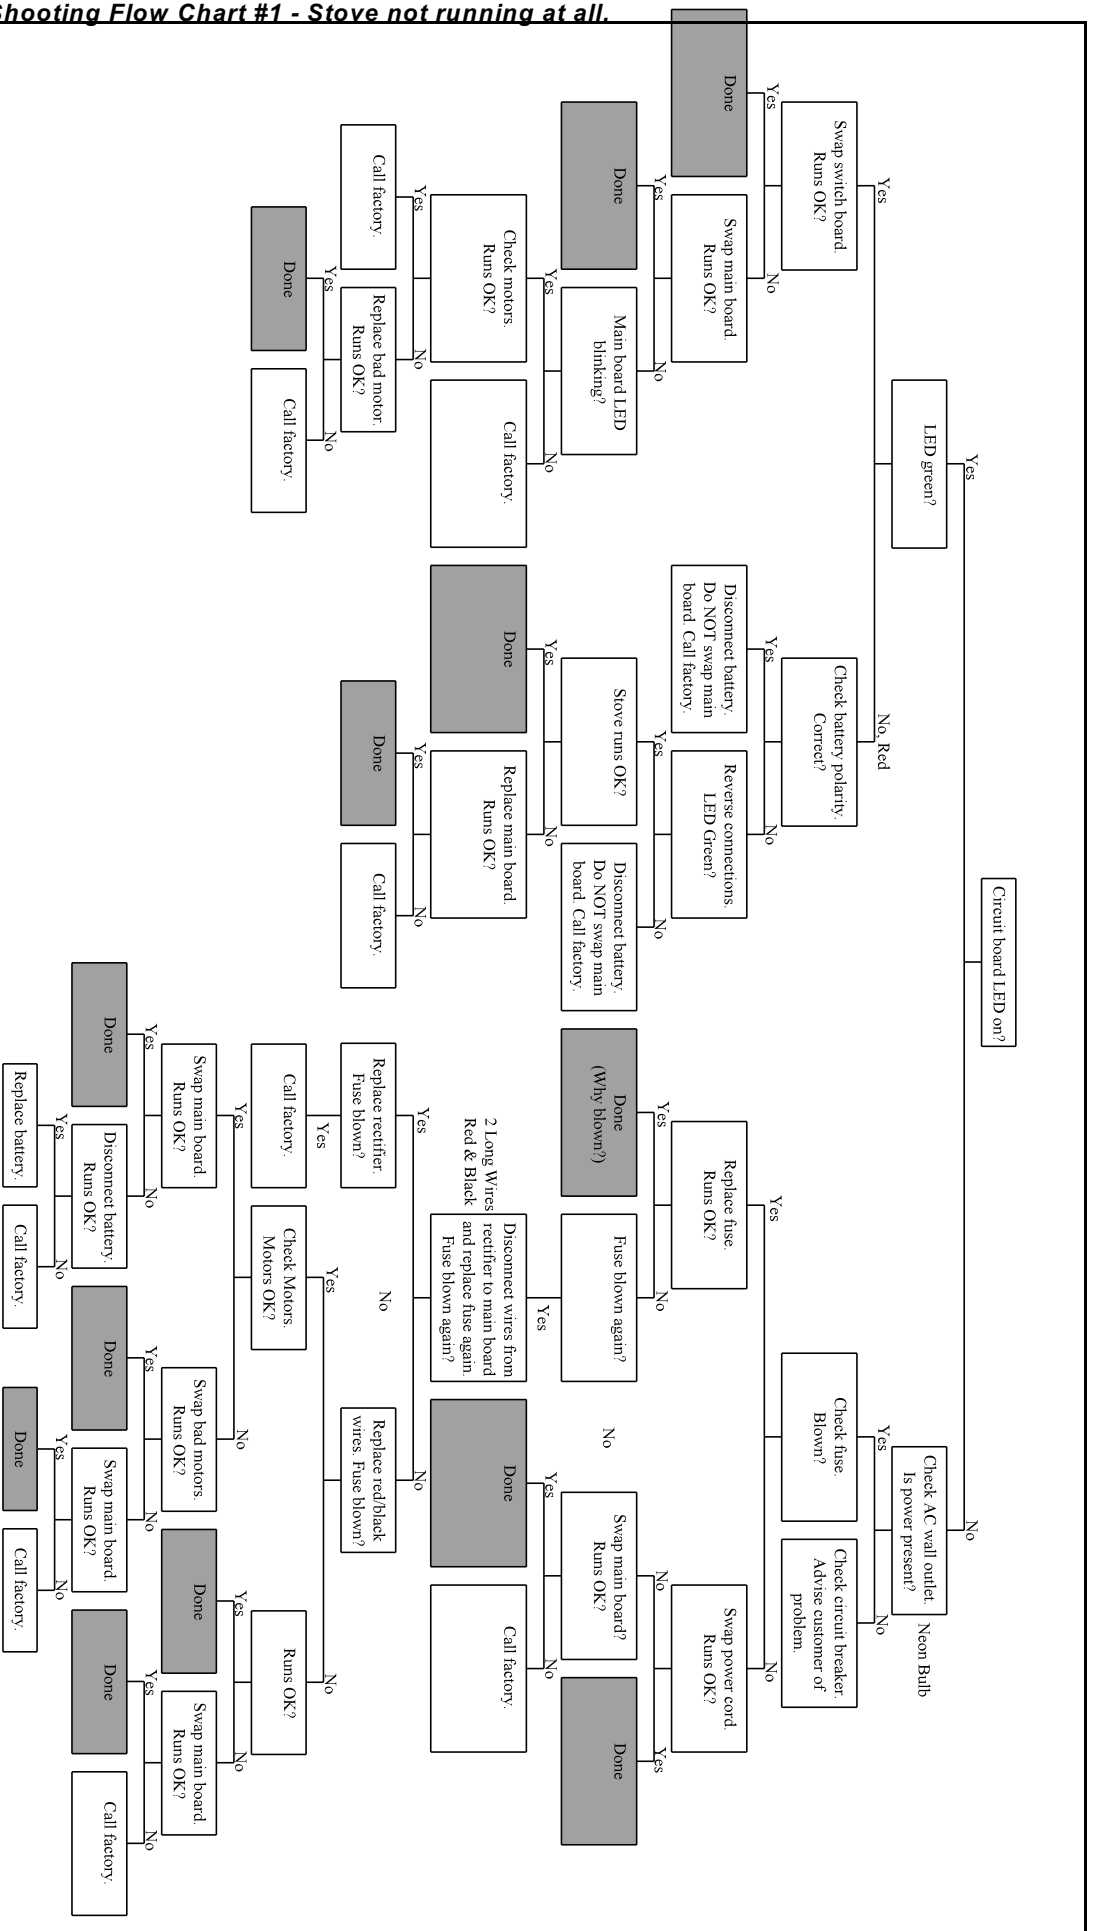 Shooting Flow Chart #1 - Stove not running at all.
Circuit board LED on?
Yes
No
LED green?
Check AC wall outlet.
Is power present?
Neon Bulb
Yes
No, Red
Yes
No
Swap switch board.
Runs OK?
Check battery polarity.
Correct?
Check fuse.
Blown?
Check circuit breaker.
Advise customer of
problem.
Yes
No
Yes
No
Yes
No
Done
Swap main board.
Runs OK?
Disconnect battery.
Do NOT swap main
board. Call factory.
Reverse connections.
LED Green?
Replace fuse.
Runs OK?
Swap power cord.
Runs OK?
Yes
No
Yes
No
Yes
No
No
Yes
Done
Main board LED
blinking?
Stove runs OK?
Disconnect battery.
Do NOT swap main
board. Call factory.
Done
(Why blown?)
Fuse blown again?
No
Swap main board?
Runs OK?
Done
Yes
No
Yes
No
Yes
Yes
No
Check motors.
Runs OK?
Call factory.
Done
Replace main board.
Runs OK?
2 Long Wires
Red & Black
Disconnect wires from
rectifier to main board
and replace fuse again.
Fuse blown again?
Done
Call factory.
Yes
No
Yes
No
Yes
No
Call factory.
Replace bad motor.
Runs OK?
Done
Call factory.
Replace rectifier.
Fuse blown?
No
Replace red/black
wires. Fuse blown?
Yes
No
Yes
Yes
No
Done
Call factory.
Call factory.
Check Motors.
Motors OK?
Runs OK?
Yes
No
Yes
No
Swap main board.
Runs OK?
Swap bad motors.
Runs OK?
Done
Swap main board.
Runs OK?
Yes
No
Yes
No
Yes
No
Done
Disconnect battery.
Runs OK?
Done
Swap main board.
Runs OK?
Done
Call factory.
Yes
No
Yes
No
Replace battery.
Call factory.
Done
Call factory.